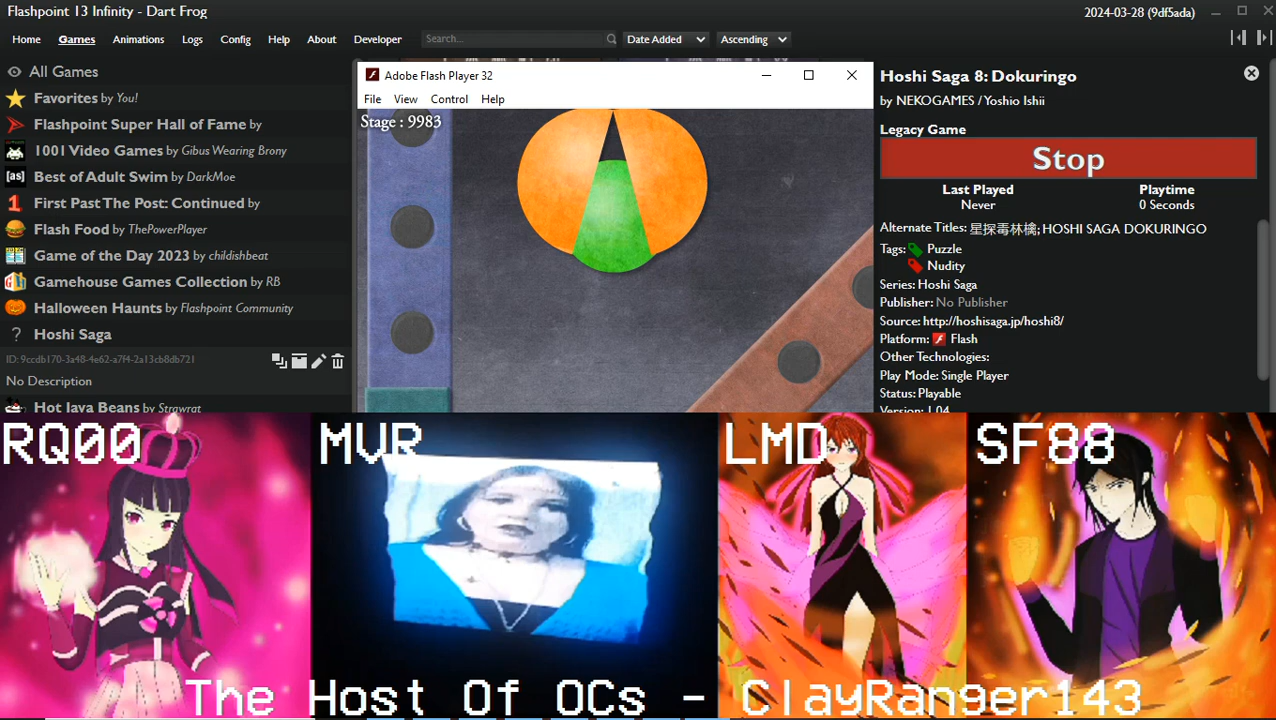 Flashpoint 13 Infinity - Dart Frog
2024-03-28 (9df5ada)
Home Games Animations Logs Config Help About Developer Search... Date Added Ascending
All Games
Favorites by You!
Flashpoint Super Hall of Fame by
1001 Video Games by Gibus Wearing Brony
[as] Best of Adult Swim by DarkMoe
1 First Past The Post: Continued by
Flash Food by ThePowerPlayer
Game of the Day 2023 by childishbeat
Gamehouse Games Collection by RB
Halloween Haunts by Flashpoint Community
? Hoshi Saga
ID: 9ccdb170-3a48-4e62-a7f4-2a13cb8db721
No Description
Hot Java Beans by Strawrat
Adobe Flash Player 32
File View Control Help
Stage : 9983
Hoshi Saga 8: Dokuringo
by NEKOGAMES / Yoshio Ishii
Legacy Game
Stop
Last Played Playtime
Never 0 Seconds
Alternate Titles: 星探毒林檎; HOSHI SAGA DOKURINGO
Tags: Puzzle
Nudity
Series: Hoshi Saga
Publisher: No Publisher
Source: http://hoshisaga.jp/hoshi8/
Platform: Flash
Other Technologies:
Play Mode: Single Player
Status: Playable
Version: 1.04
RQ00 MVR LMD SF88
The Host Of OCs - ClayRanger143